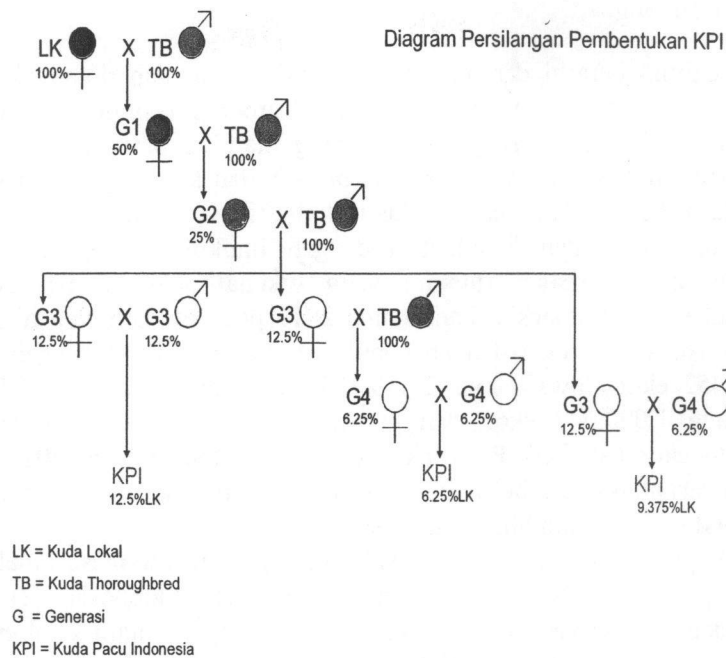 Diagram Persilangan Pembentukan KPI
LK X TB
100% 100%
G1 X TB
50% 100%
G2 X TB
25% 100%
G3 X G3 G3 X TB
12.5% 12.5% 12.5% 100%
G4 X G4 G3 X G4
6.25% 6.25% 12.5% 6.25%
KPI KPI KPI
12.5%LK 6.25%LK 9.375%LK
LK = Kuda Lokal
TB = Kuda Thoroughbred
G = Generasi
KPI = Kuda Pacu Indonesia